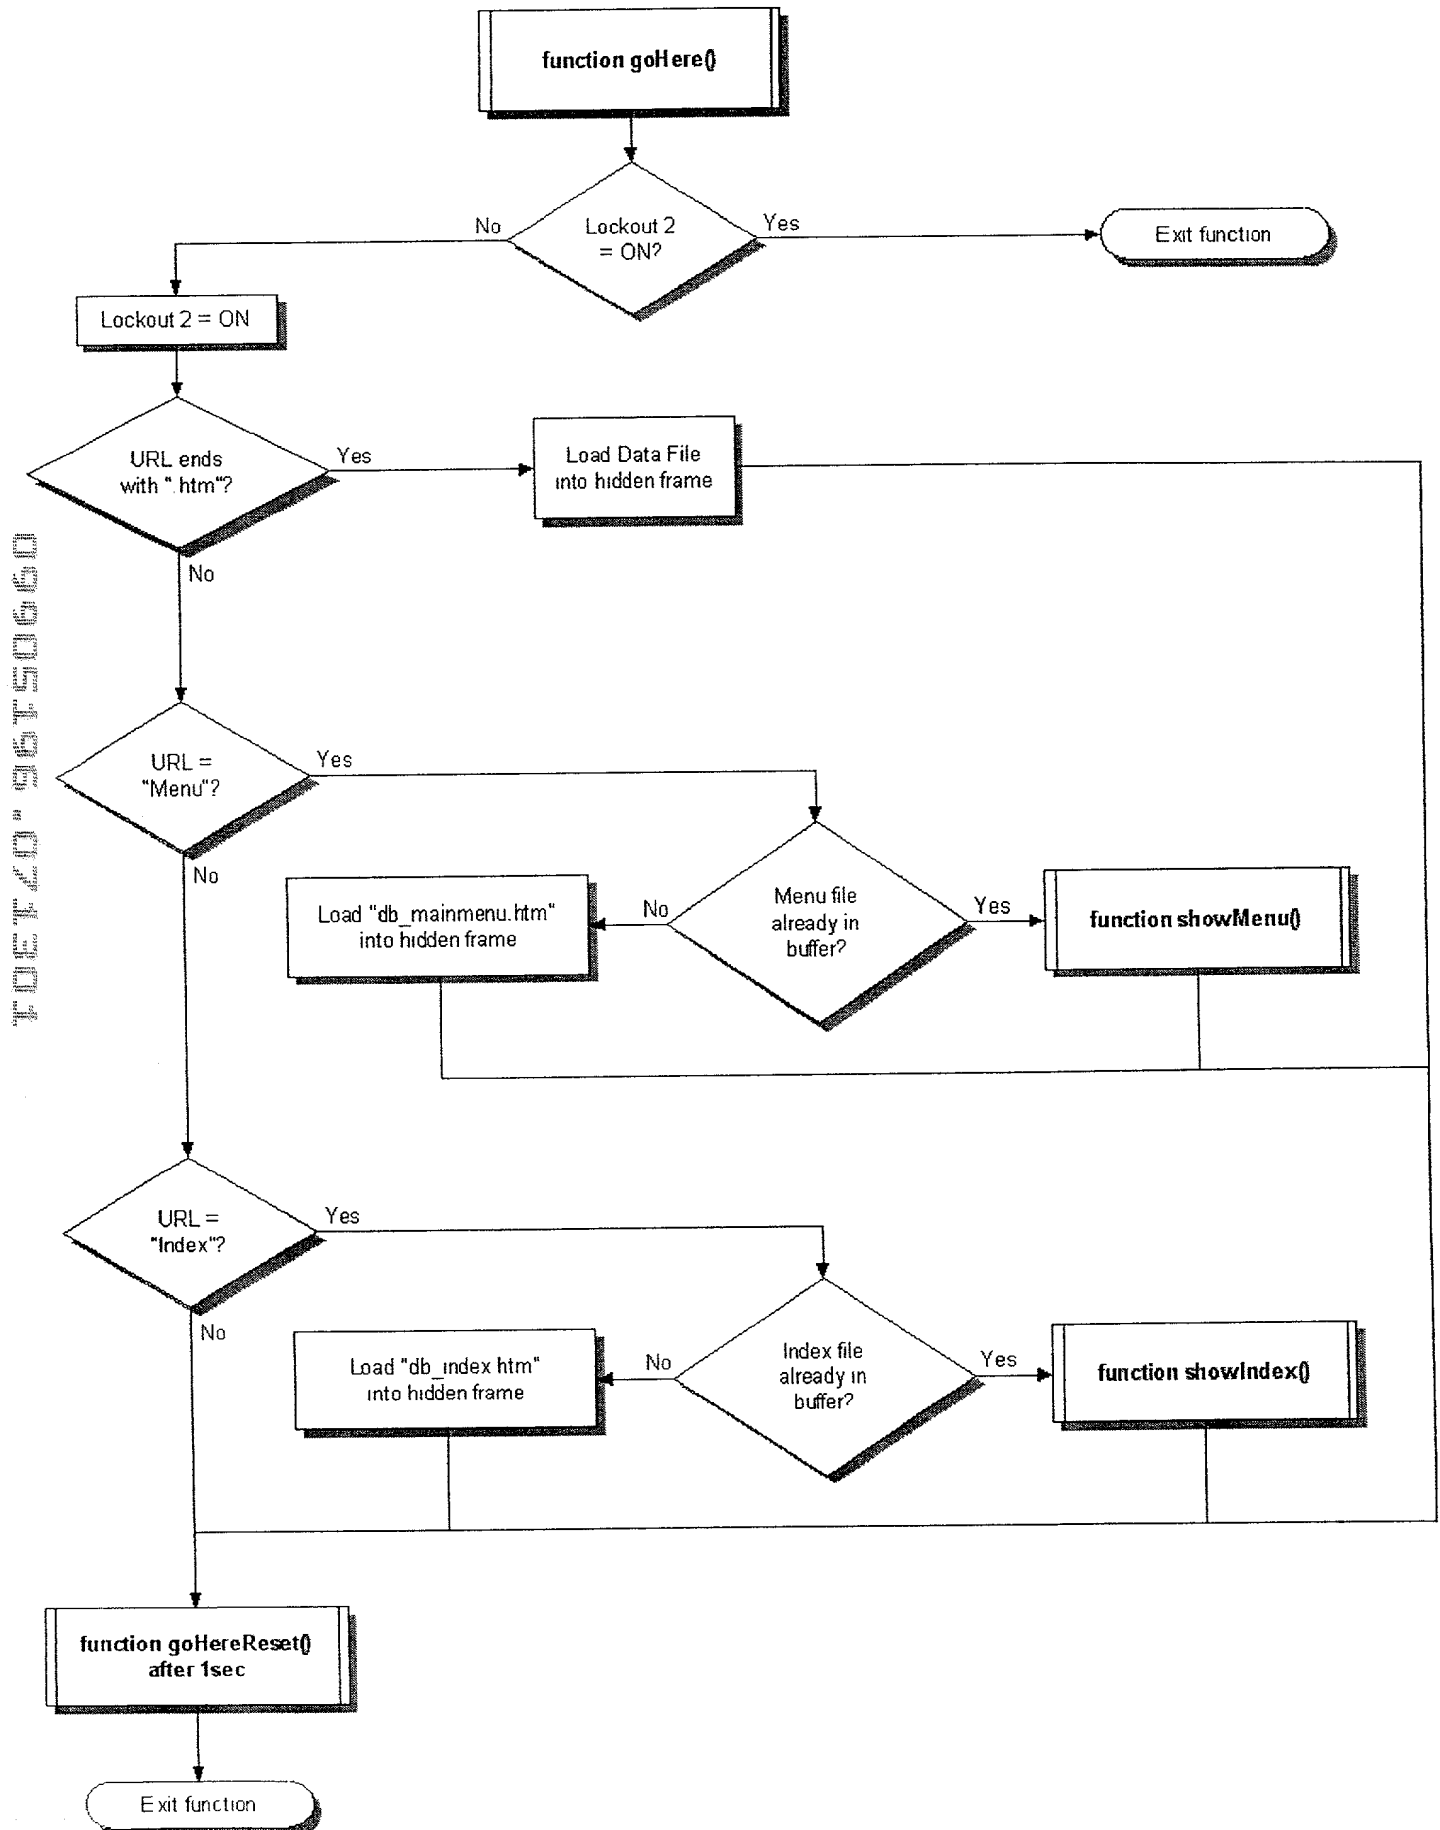 function goHere()
Lockout 2
= ON?
No
Yes
Exit function
Lockout 2 = ON
URL ends
with ".htm"?
Yes
No
Load Data File
into hidden frame
URL =
"Menu"?
Yes
No
Menu file
already in
buffer?
No
Yes
Load "db_mainmenu.htm"
into hidden frame
function showMenu()
URL =
"Index"?
Yes
No
Index file
already in
buffer?
No
Yes
Load "db_index htm"
into hidden frame
function showIndex()
function goHereReset()
after 1sec
Exit function